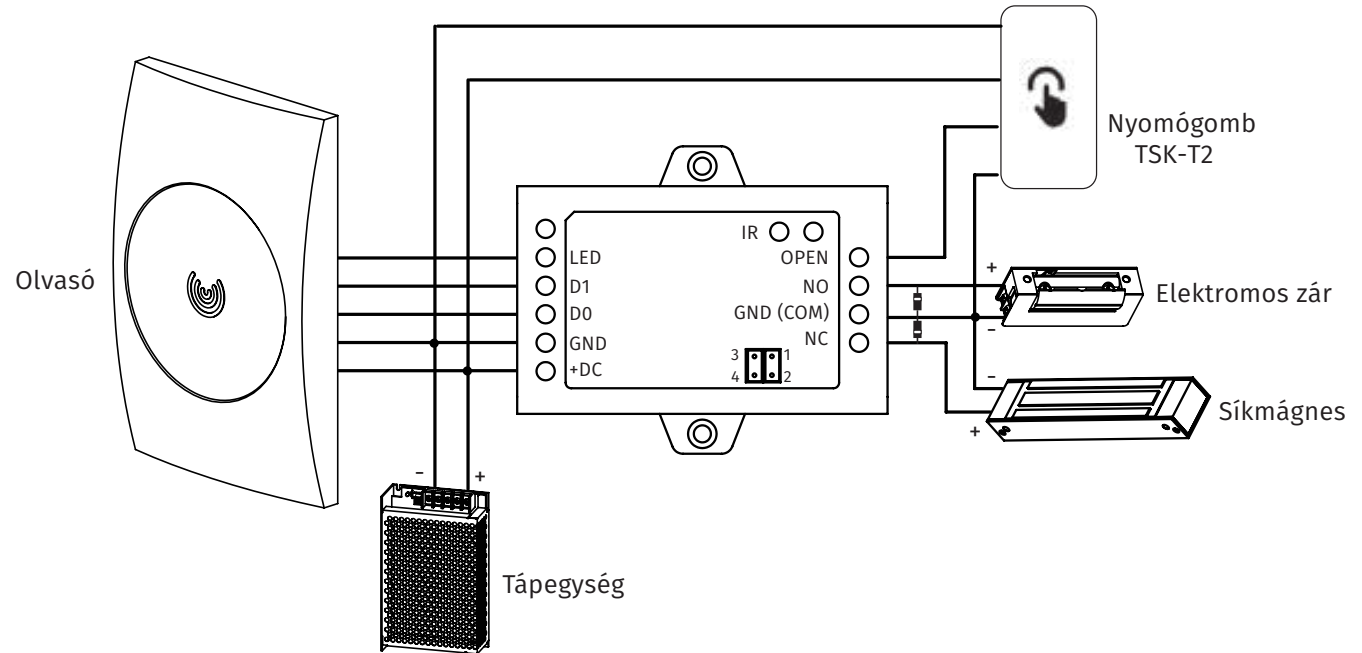 Nyomógomb
TSK-T2
Olvasó
IR
LED
D1
D0
GND
+DC
OPEN
NO
GND (COM)
NC
3
1
4
2
+
-
Elektromos zár
-
+
Síkmágnes
-
+
Tápegység